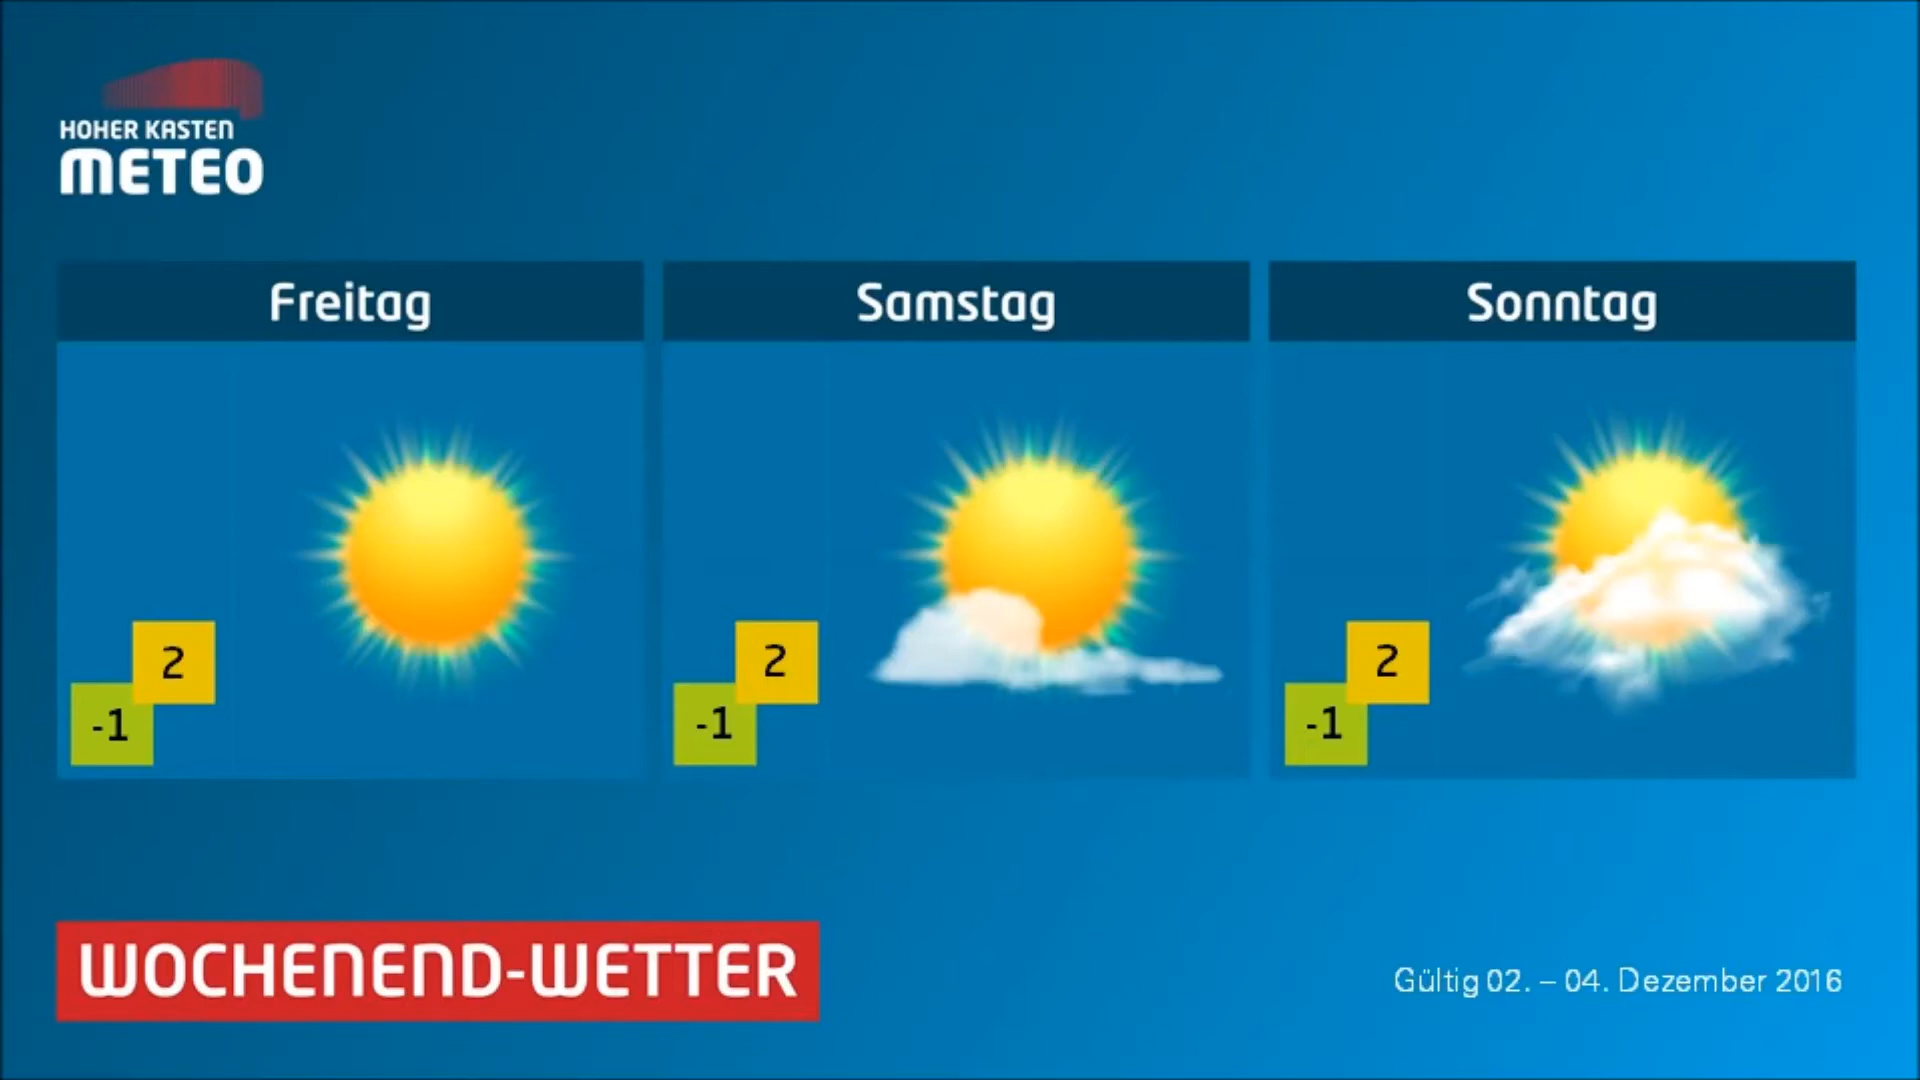 HOHER KASTEN
METEO
Freitag
Samstag
Sonntag
2
-1
2
-1
2
-1
WOCHENEND-WETTER
Gültig 02. – 04. Dezember 2016